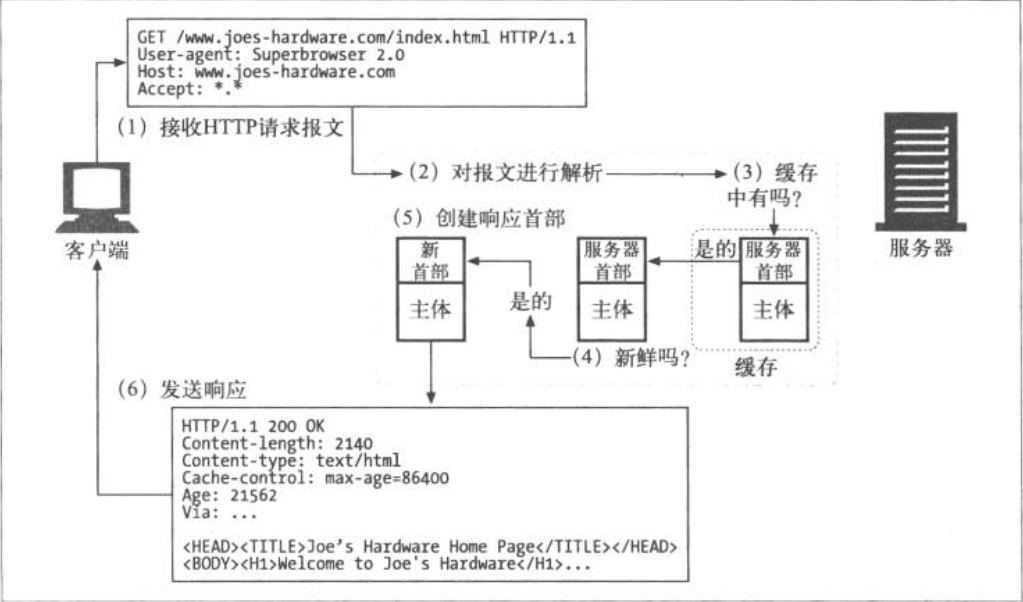 GET /www.joes-hardware.com/index.html HTTP/1.1
User-agent: Superbrowser 2.0
Host: www.joes-hardware.com
Accept: *.*
(1) 接收HTTP请求报文
(2) 对报文进行解析
(3) 缓存
中有吗?
客户端
服务器
(5) 创建响应首部
新
首部
主体
是的
服务器
首部
主体
是的
服务器
首部
主体
(4) 新鲜吗?
缓存
(6) 发送响应
HTTP/1.1 200 OK
Content-length: 2140
Content-type: text/html
Cache-control: max-age=86400
Age: 21562
Via: ...
<HEAD><TITLE>Joe's Hardware Home Page</TITLE></HEAD>
<BODY><H1>Welcome to Joe's Hardware</H1>...